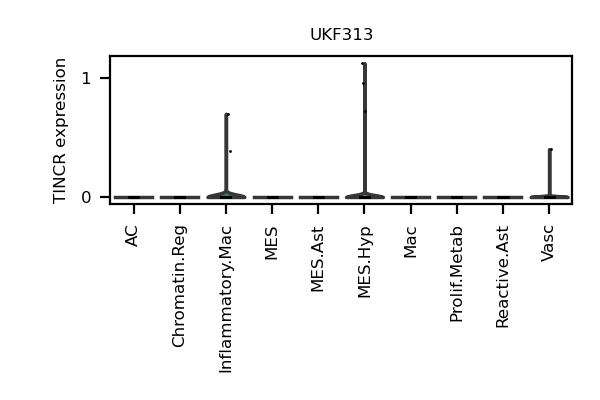 UKF313
TINCR expression
1
0
AC
Chromatin.Reg
Inflammatory.Mac
MES
MES.Ast
MES.Hyp
Mac
Prolif.Metab
Reactive.Ast
Vasc